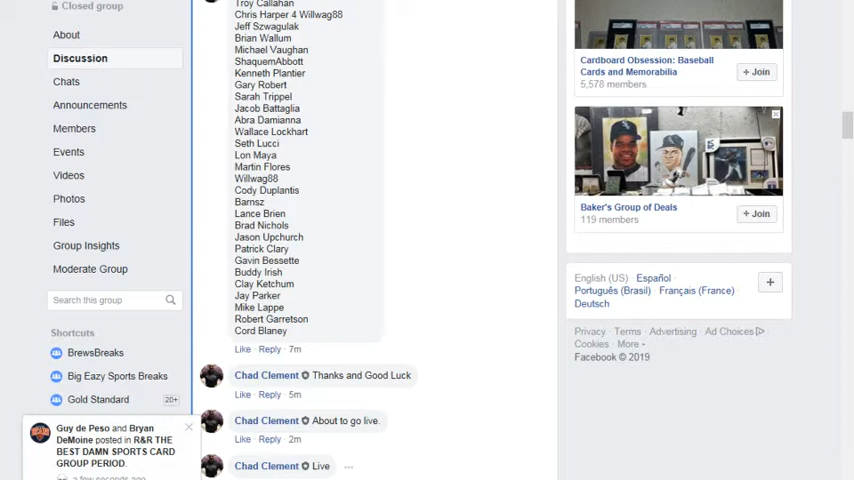 Closed group
About
Discussion
Chats
Announcements
Members
Events
Videos
Photos
Files
Group Insights
Moderate Group
Search this group
Shortcuts
BrewsBreaks
Big Eazy Sports Breaks
Gold Standard 20+
Guy de Peso and Bryan
DeMoine posted in R&R THE
BEST DAMN SPORTS CARD
GROUP PERIOD.
a few seconds ago
Troy Callahan
Chris Harper 4 Willwag88
Jeff Szwagulak
Brian Wallum
Michael Vaughan
ShaquemAbbott
Kenneth Plantier
Gary Robert
Sarah Trippel
Jacob Battaglia
Abra Damianna
Wallace Lockhart
Seth Lucci
Lon Maya
Martin Flores
Willwag88
Cody Duplantis
Barnsz
Lance Brien
Brad Nichols
Jason Upchurch
Patrick Clary
Gavin Bessette
Buddy Irish
Clay Ketchum
Jay Parker
Mike Lappe
Robert Garretson
Cord Blaney
Like · Reply · 7m
Chad Clement Thanks and Good Luck
Like · Reply · 5m
Chad Clement About to go live.
Like · Reply · 2m
Chad Clement Live ...
Cardboard Obsession: Baseball
Cards and Memorabilia
5,578 members
+ Join
Baker's Group of Deals
119 members
+ Join
English (US) · Español ·
Português (Brasil) · Français (France) ·
Deutsch
Privacy · Terms · Advertising · Ad Choices ·
Cookies · More
Facebook © 2019